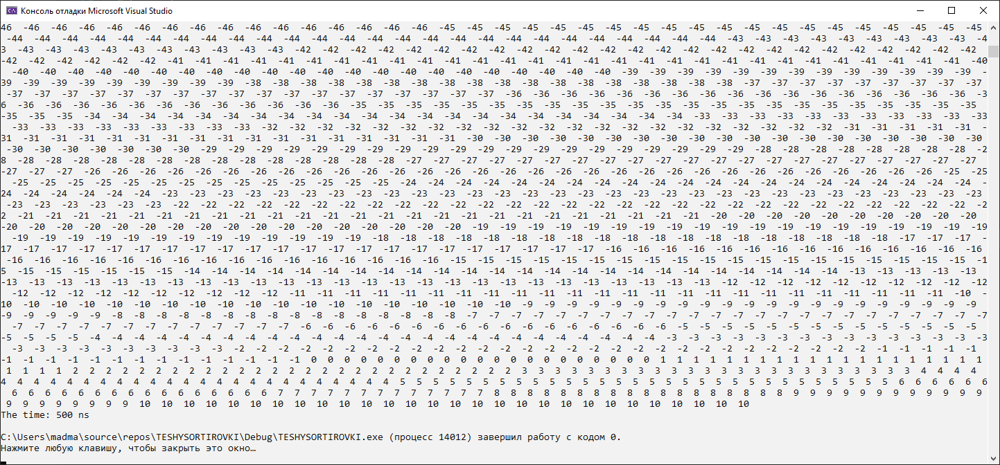 Консоль отладки Microsoft Visual Studio
46  -46  -46  -46  -46  -46  -46  -46  -46  -46  -46  -46  -46  -46  -46  -46  -45  -45  -45  -45  -45  -45  -45  -45  -45  -45  -45  -45  -45  -45  -45  -45  -45  -45  -45  -45
-44  -44  -44  -44  -44  -44  -44  -44  -44  -44  -44  -44  -44  -44  -44  -44  -44  -44  -44  -44  -44  -44  -44  -44  -44  -44  -43  -43  -43  -43  -43  -43  -43  -43  -43  -4
3  -43  -43  -43  -43  -43  -43  -43  -43  -43  -43  -42  -42  -42  -42  -42  -42  -42  -42  -42  -42  -42  -42  -42  -42  -42  -42  -42  -42  -42  -42  -42  -42  -42  -42  -42
-42  -42  -42  -42  -42  -42  -41  -41  -41  -41  -41  -41  -41  -41  -41  -41  -41  -41  -41  -41  -41  -41  -41  -41  -41  -41  -41  -41  -41  -41  -41  -41  -41  -41  -41  -40
-40  -40  -40  -40  -40  -40  -40  -40  -40  -40  -40  -40  -40  -40  -40  -40  -40  -40  -40  -40  -40  -40  -39  -39  -39  -39  -39  -39  -39  -39  -39  -39  -39  -39  -39  -
39  -39  -39  -39  -39  -39  -39  -39  -39  -38  -38  -38  -38  -38  -38  -38  -38  -38  -38  -38  -38  -38  -38  -38  -38  -38  -38  -37  -37  -37  -37  -37  -37  -37  -37  -37
-37  -37  -37  -37  -37  -37  -37  -37  -37  -37  -37  -37  -37  -37  -37  -37  -37  -37  -36  -36  -36  -36  -36  -36  -36  -36  -36  -36  -36  -36  -36  -36  -36  -36  -36  -3
6  -36  -36  -36  -36  -36  -36  -36  -36  -36  -36  -36  -36  -35  -35  -35  -35  -35  -35  -35  -35  -35  -35  -35  -35  -35  -35  -35  -35  -35  -35  -35  -35  -35  -35  -35
-35  -35  -35  -34  -34  -34  -34  -34  -34  -34  -34  -34  -34  -34  -34  -34  -34  -34  -34  -34  -34  -34  -34  -34  -34  -33  -33  -33  -33  -33  -33  -33  -33  -33  -33  -33
-33  -33  -33  -33  -33  -33  -33  -33  -33  -32  -32  -32  -32  -32  -32  -32  -32  -32  -32  -32  -32  -32  -32  -32  -32  -32  -32  -32  -32  -32  -31  -31  -31  -31  -31  -
31  -31  -31  -31  -31  -31  -31  -31  -31  -31  -31  -31  -31  -31  -31  -31  -31  -30  -30  -30  -30  -30  -30  -30  -30  -30  -30  -30  -30  -30  -30  -30  -30  -30  -30  -30
-30  -30  -30  -30  -30  -30  -30  -29  -29  -29  -29  -29  -29  -29  -29  -29  -29  -29  -29  -29  -29  -29  -29  -29  -29  -29  -29  -28  -28  -28  -28  -28  -28  -28  -28  -2
8  -28  -28  -28  -28  -28  -28  -28  -28  -28  -28  -28  -28  -28  -28  -27  -27  -27  -27  -27  -27  -27  -27  -27  -27  -27  -27  -27  -27  -27  -27  -27  -27  -27  -27  -27
-27  -27  -27  -26  -26  -26  -26  -26  -26  -26  -26  -26  -26  -26  -26  -26  -26  -26  -26  -26  -26  -26  -26  -26  -26  -26  -26  -26  -26  -26  -26  -26  -26  -26  -25  -25
-25  -25  -25  -25  -25  -25  -25  -25  -25  -25  -25  -25  -25  -25  -24  -24  -24  -24  -24  -24  -24  -24  -24  -24  -24  -24  -24  -24  -24  -24  -24  -24  -24  -24  -24  -
24  -24  -24  -24  -24  -24  -23  -23  -23  -23  -23  -23  -23  -23  -23  -23  -23  -23  -23  -23  -23  -23  -23  -23  -23  -23  -23  -23  -23  -23  -23  -23  -23  -23  -23  -23
-23  -23  -23  -23  -23  -23  -22  -22  -22  -22  -22  -22  -22  -22  -22  -22  -22  -22  -22  -22  -22  -22  -22  -22  -22  -22  -22  -22  -22  -22  -22  -22  -22  -22  -22  -2
2  -21  -21  -21  -21  -21  -21  -21  -21  -21  -21  -21  -21  -21  -21  -21  -21  -21  -21  -21  -21  -21  -21  -21  -21  -21  -20  -20  -20  -20  -20  -20  -20  -20  -20  -20
-20  -20  -20  -20  -20  -20  -20  -20  -20  -20  -20  -20  -20  -20  -20  -20  -20  -19  -19  -19  -19  -19  -19  -19  -19  -19  -19  -19  -19  -19  -19  -19  -19  -19  -19  -19
-19  -19  -19  -19  -19  -19  -19  -19  -19  -19  -19  -19  -19  -18  -18  -18  -18  -18  -18  -18  -18  -18  -18  -18  -18  -18  -18  -18  -18  -18  -18  -18  -17  -17  -17  -
17  -17  -17  -17  -17  -17  -17  -17  -17  -17  -17  -17  -17  -17  -17  -17  -17  -17  -17  -17  -17  -17  -16  -16  -16  -16  -16  -16  -16  -16  -16  -16  -16  -16  -16  -16
-16  -16  -16  -16  -16  -16  -16  -16  -16  -16  -16  -16  -16  -16  -16  -16  -15  -15  -15  -15  -15  -15  -15  -15  -15  -15  -15  -15  -15  -15  -15  -15  -15  -15  -15  -1
5  -15  -15  -15  -15  -15  -15  -14  -14  -14  -14  -14  -14  -14  -14  -14  -14  -14  -14  -14  -14  -14  -14  -14  -14  -14  -14  -14  -14  -14  -14  -13  -13  -13  -13  -13
-13  -13  -13  -13  -13  -13  -13  -13  -13  -13  -13  -13  -13  -13  -13  -13  -13  -13  -13  -13  -13  -13  -13  -13  -13  -13  -12  -12  -12  -12  -12  -12  -12  -12  -12  -12
-12  -12  -12  -12  -12  -12  -12  -12  -12  -12  -11  -11  -11  -11  -11  -11  -11  -11  -11  -11  -11  -11  -11  -11  -11  -11  -11  -11  -11  -11  -11  -11  -11  -11  -10  -
10  -10  -10  -10  -10  -10  -10  -10  -10  -10  -10  -10  -10  -10  -10  -10  -10  -10  -10  -9  -9  -9  -9  -9  -9  -9  -9  -9  -9  -9  -9  -9  -9  -9  -9  -9  -9  -9  -9  -9
-9  -9  -9  -9  -9  -8  -8  -8  -8  -8  -8  -8  -8  -8  -8  -8  -8  -8  -8  -8  -8  -7  -7  -7  -7  -7  -7  -7  -7  -7  -7  -7  -7  -7  -7  -7  -7  -7  -7  -7  -7  -7  -7  -7  -7
-7  -7  -7  -7  -7  -7  -7  -7  -7  -7  -7  -7  -7  -6  -6  -6  -6  -6  -6  -6  -6  -6  -6  -6  -6  -6  -6  -6  -6  -6  -5  -5  -5  -5  -5  -5  -5  -5  -5  -5  -5  -5  -5  -5
-5  -5  -5  -5  -4  -4  -4  -4  -4  -4  -4  -4  -4  -4  -4  -4  -4  -4  -4  -4  -4  -4  -4  -4  -4  -4  -4  -4  -4  -4  -3  -3  -3  -3  -3  -3  -3  -3  -3  -3  -3  -3  -3  -3  -3
-3  -3  -3  -3  -3  -3  -3  -3  -3  -3  -2  -2  -2  -2  -2  -2  -2  -2  -2  -2  -2  -2  -2  -2  -2  -2  -2  -2  -2  -2  -2  -2  -2  -2  -2  -2  -2  -2  -2  -1  -1  -1  -1  -1
-1  -1  -1  -1  -1  -1  -1  -1  -1  -1  -1  -1  -1  -1  0  0  0  0  0  0  0  0  0  0  0  0  0  0  0  0  0  0  0  0  0  1  1  1  1  1  1  1  1  1  1  1  1  1  1  1  1  1  1  1  1
1  1  1  1  2  2  2  2  2  2  2  2  2  2  2  2  2  2  2  2  2  2  2  2  2  2  2  2  2  2  2  3  3  3  3  3  3  3  3  3  3  3  3  3  3  3  3  3  3  3  3  3  3  3  3  4  4  4  4
4  4  4  4  4  4  4  4  4  4  4  4  4  4  4  4  4  4  4  4  4  4  4  4  5  5  5  5  5  5  5  5  5  5  5  5  5  5  5  5  5  5  5  5  5  5  5  5  5  5  5  5  5  5  6  6  6  6  6  6
6  6  6  6  6  6  6  6  6  6  6  6  6  6  6  6  7  7  7  7  7  7  7  7  7  7  7  7  7  8  8  8  8  8  8  8  8  8  8  8  8  8  8  8  8  8  8  9  9  9  9  9  9  9  9  9  9  9  9
9  9  9  9  9  9  9  9  10  10  10  10  10  10  10  10  10  10  10  10  10  10  10  10  10  10  10  10  10  10  10  10  10  10  10  10
The time: 500 ns
C:\Users\madma\source\repos\TESHYSORTIROVKI\Debug\TESHYSORTIROVKI.exe (процесс 14012) завершил работу с кодом 0.
Нажмите любую клавишу, чтобы закрыть это окно…